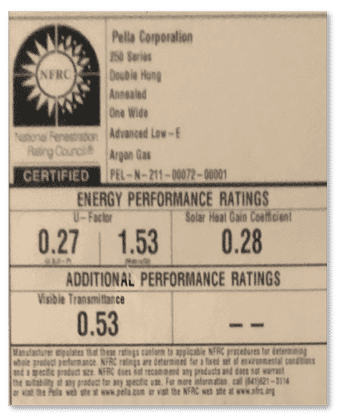 NFRC
National Fenestration
Rating Council®
CERTIFIED
Pella Corporation
250 Series
Double Hung
Annealed
One Wide
Advanced Low-E
Argon Gas
PEL-N-211-00072-00001
ENERGY PERFORMANCE RATINGS
U-Factor
Solar Heat Gain Coefficient
0.27 1.53 0.28
ADDITIONAL PERFORMANCE RATINGS
Visible Transmittance
0.53 --
Manufacturer stipulates that these ratings conform to applicable NFRC procedures for determining
whole product performance. NFRC ratings are determined for a fixed set of environmental conditions
and a specific product size. NFRC does not recommend any products and does not warrant
the suitability of any product for any specific use. For more information, call (641)621-3114
or visit the Pella web site at www.pella.com or visit the NFRC web site at www.nfrc.org